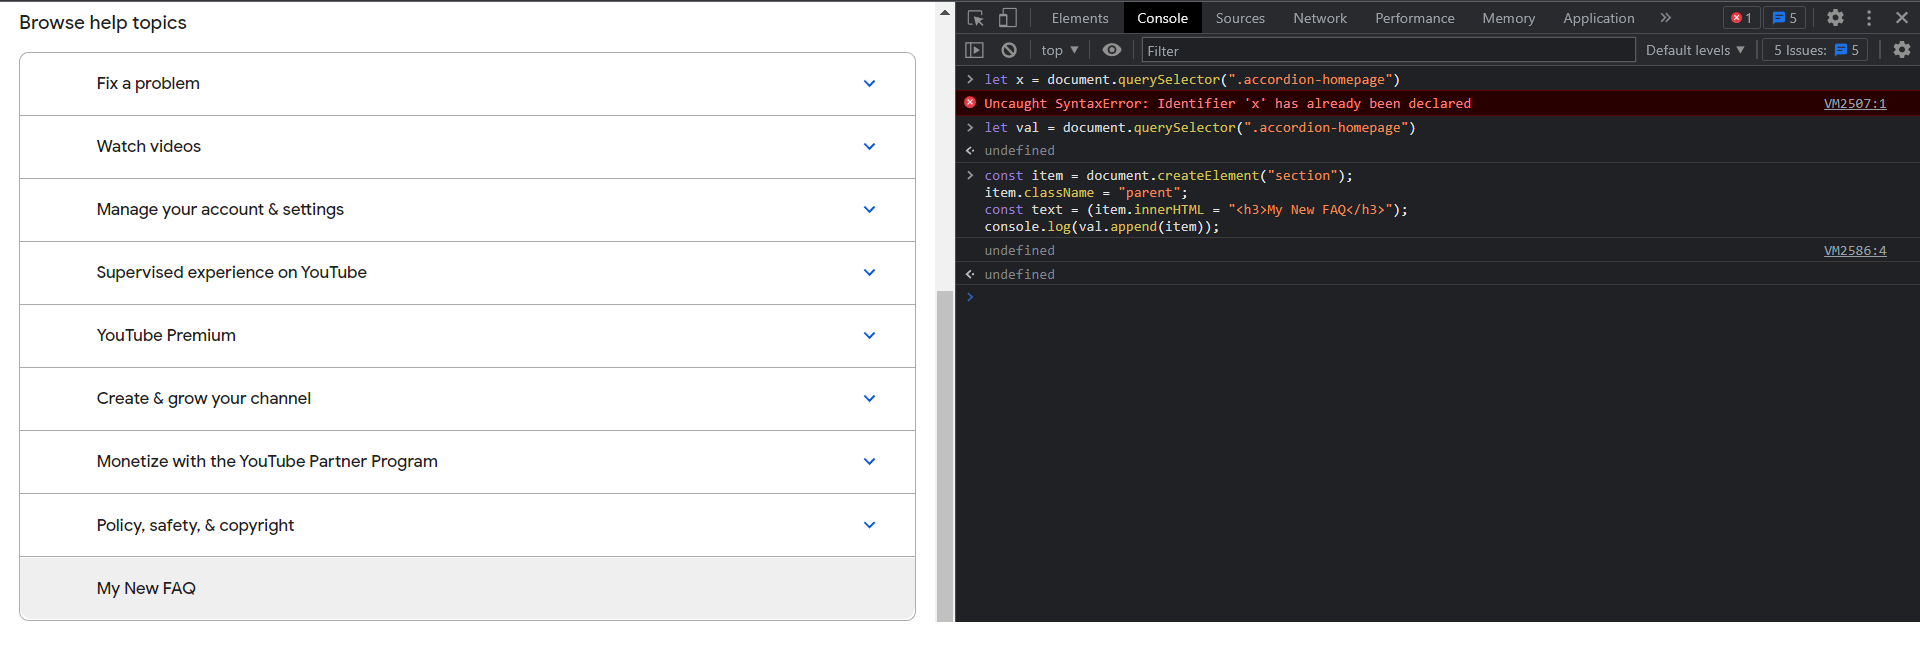 Browse help topics
Fix a problem
Watch videos
Manage your account & settings
Supervised experience on YouTube
YouTube Premium
Create & grow your channel
Monetize with the YouTube Partner Program
Policy, safety, & copyright
My New FAQ
Elements Console Sources Network Performance Memory Application » 1 5
top Filter Default levels 5 Issues: 5
let x = document.querySelector(".accordion-homepage")
Uncaught SyntaxError: Identifier 'x' has already been declared VM2507:1
let val = document.querySelector(".accordion-homepage")
undefined
const item = document.createElement("section");
item.className = "parent";
const text = (item.innerHTML = "<h3>My New FAQ</h3>");
console.log(val.append(item));
undefined VM2586:4
undefined